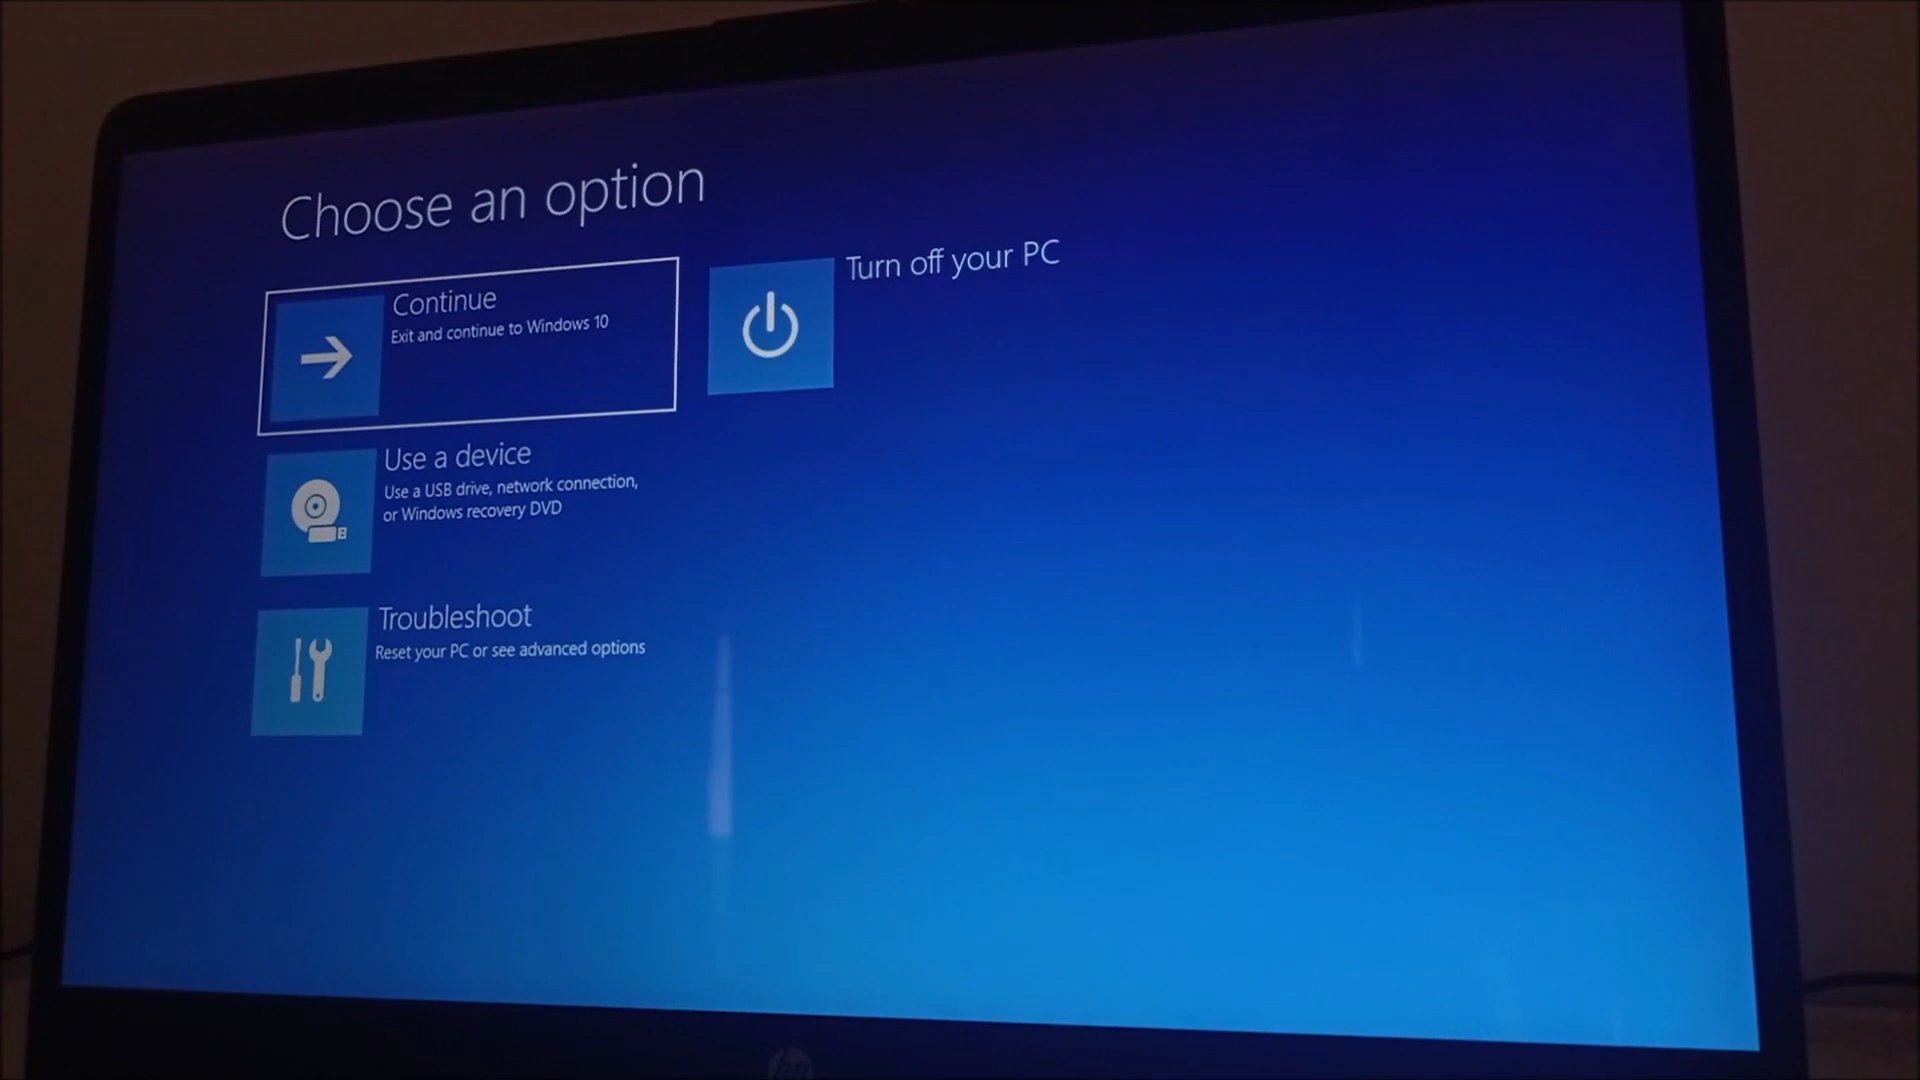 Choose an option
Continue
Exit and continue to Windows 10
Turn off your PC
Use a device
Use a USB drive, network connection,
or Windows recovery DVD
Troubleshoot
Reset your PC or see advanced options
hp